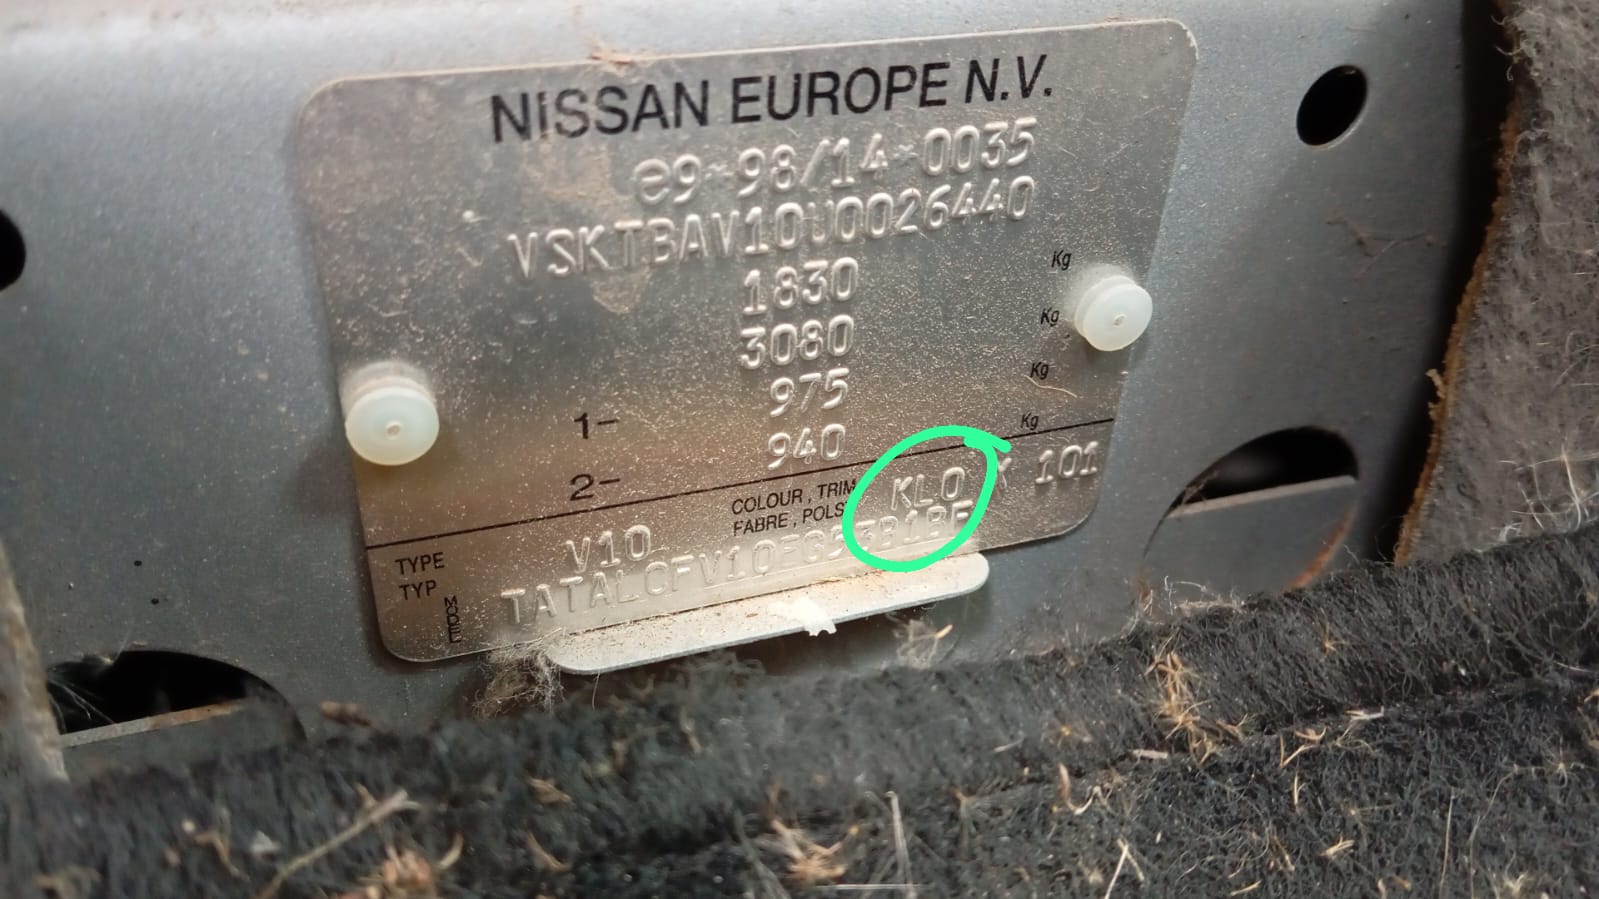 NISSAN EUROPE N.V.
e9*98/14*0035
VSKTBAV10U0026440
1830 Kg
3080 Kg
1- 975 Kg
2- 940 Kg
COLOUR, TRIM KL0 101
FABRE, POLS
TYPE
TYP V10
MODEL